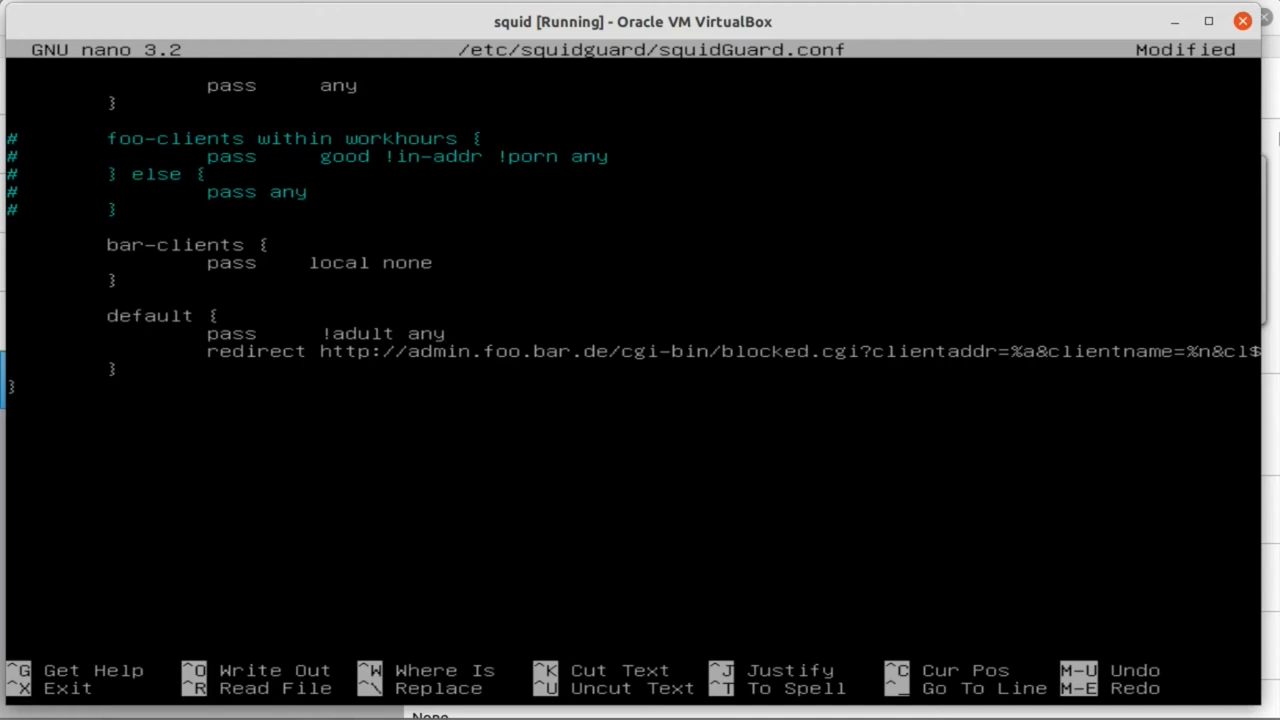 squid [Running] - Oracle VM VirtualBox
GNU nano 3.2 /etc/squidguard/squidGuard.conf Modified
pass any
}
# foo-clients within workhours {
# pass good !in-addr !porn any
# } else {
# pass any
# }
bar-clients {
pass local none
}
default {
pass !adult any
redirect http://admin.foo.bar.de/cgi-bin/blocked.cgi?clientaddr=%a&clientname=%n&cl$
}
}
^G Get Help ^O Write Out ^W Where Is ^K Cut Text ^J Justify ^C Cur Pos M-U Undo
^X Exit ^R Read File ^\ Replace ^U Uncut Text ^T To Spell ^_ Go To Line M-E Redo
None